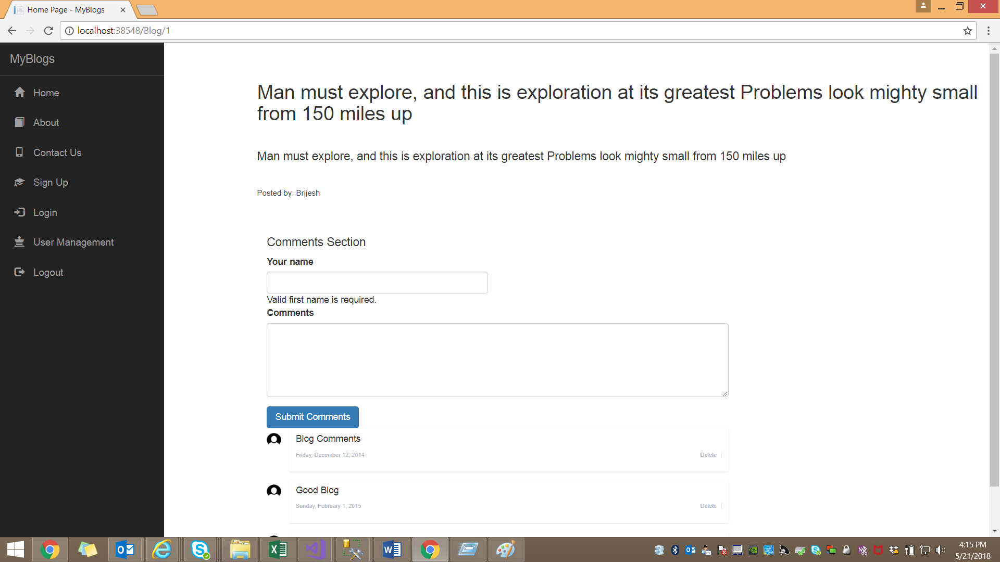 Home Page - MyBlogs
localhost:38548/Blog/1
MyBlogs
Home
About
Contact Us
Sign Up
Login
User Management
Logout
Man must explore, and this is exploration at its greatest Problems look mighty small
from 150 miles up
Man must explore, and this is exploration at its greatest Problems look mighty small from 150 miles up
Posted by: Brijesh
Comments Section
Your name
Valid first name is required.
Comments
Submit Comments
Blog Comments
Friday, December 12, 2014
Delete
Good Blog
Sunday, February 1, 2015
Delete
4:15 PM
5/21/2018